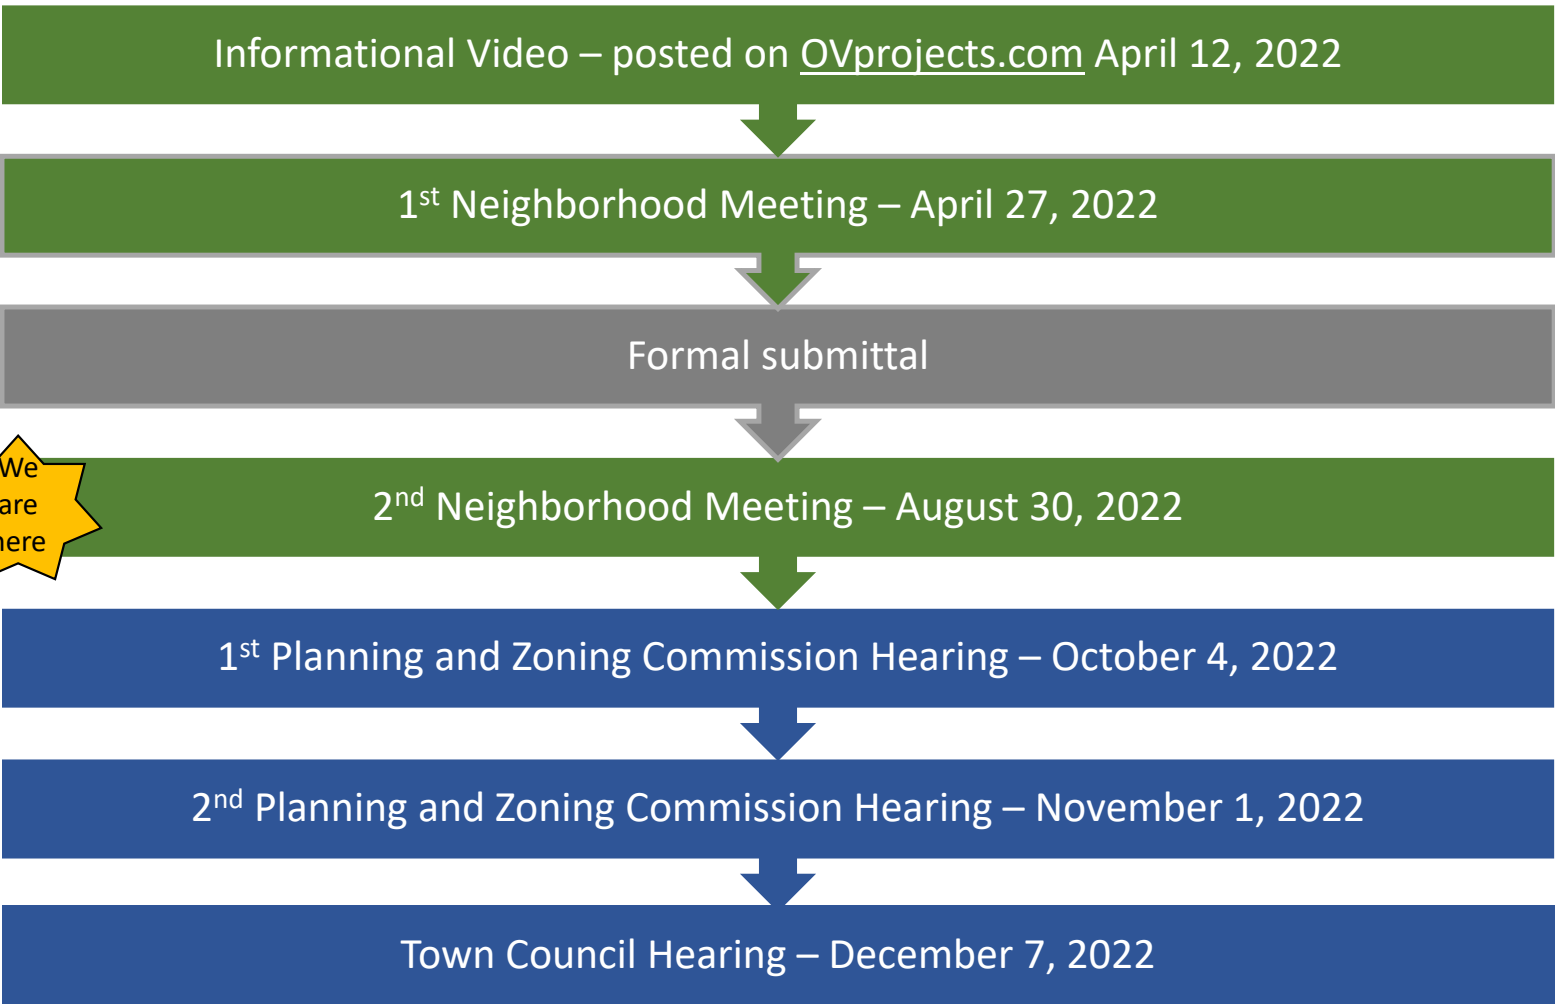 Informational Video – posted on OVprojects.com April 12, 2022
1st Neighborhood Meeting – April 27, 2022
Formal submittal
We
are
here
2nd Neighborhood Meeting – August 30, 2022
1st Planning and Zoning Commission Hearing – October 4, 2022
2nd Planning and Zoning Commission Hearing – November 1, 2022
Town Council Hearing – December 7, 2022